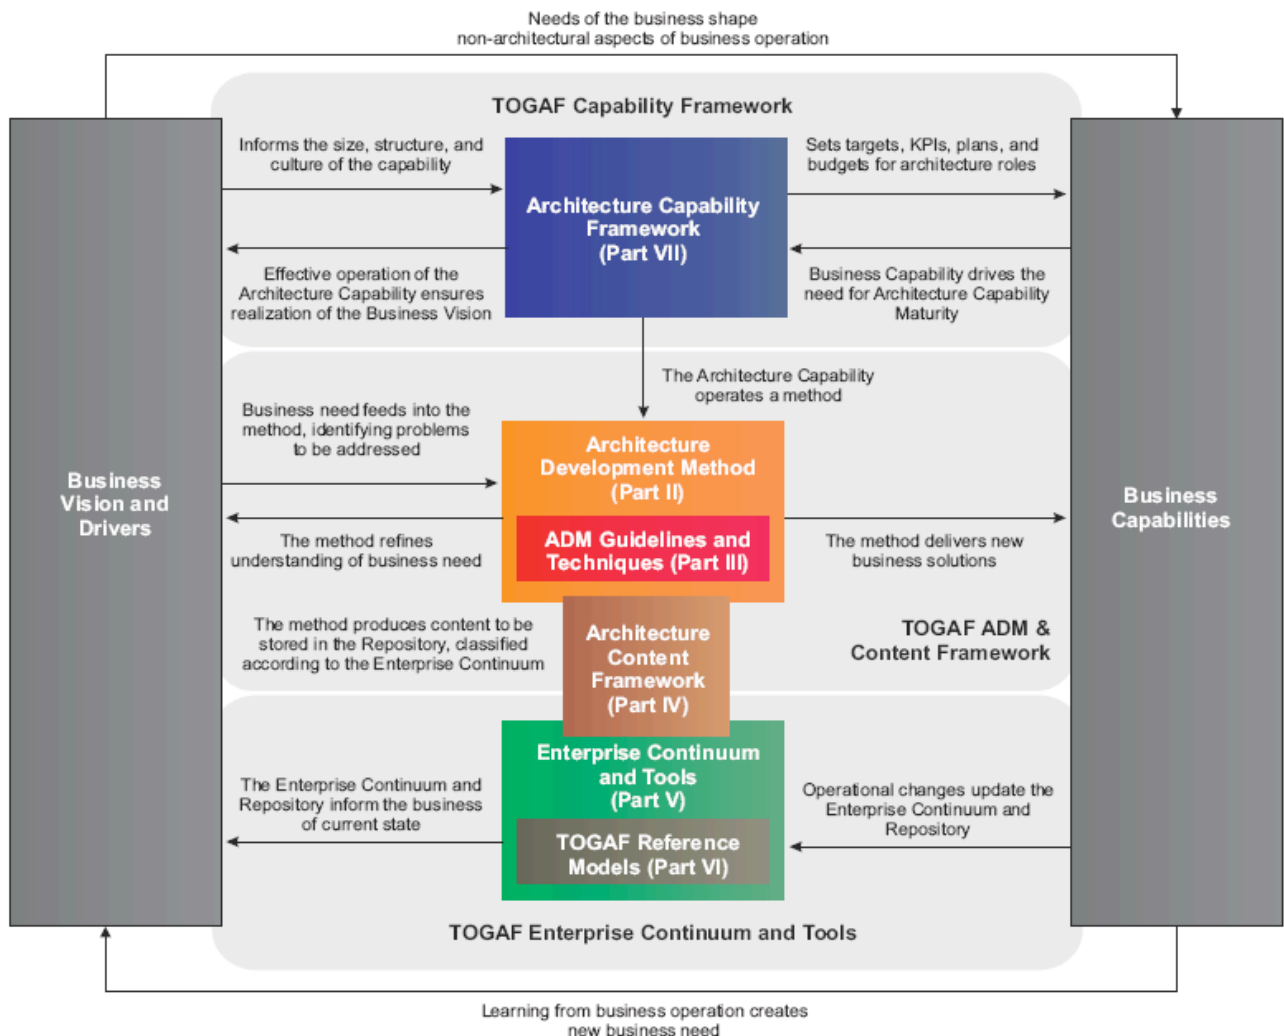 Needs of the business shape
non-architectural aspects of business operation
TOGAF Capability Framework
Informs the size, structure, and
culture of the capability
Architecture Capability
Framework
(Part VII)
Sets targets, KPIs, plans, and
budgets for architecture roles
Effective operation of the
Architecture Capability ensures
realization of the Business Vision
Business Capability drives the
need for Architecture Capability
Maturity
The Architecture Capability
operates a method
Business need feeds into the
method, identifying problems
to be addressed
Architecture
Development Method
(Part II)
Business
Vision and
Drivers
Business
Capabilities
ADM Guidelines and
Techniques (Part III)
The method refines
understanding of business need
The method delivers new
business solutions
The method produces content to be
stored in the Repository, classified
according to the Enterprise Continuum
Architecture
Content
Framework
(Part IV)
TOGAF ADM &
Content Framework
Enterprise Continuum
and Tools
(Part V)
The Enterprise Continuum and
Repository inform the business
of current state
Operational changes update the
Enterprise Continuum and
Repository
TOGAF Reference
Models (Part VI)
TOGAF Enterprise Continuum and Tools
Learning from business operation creates
new business need